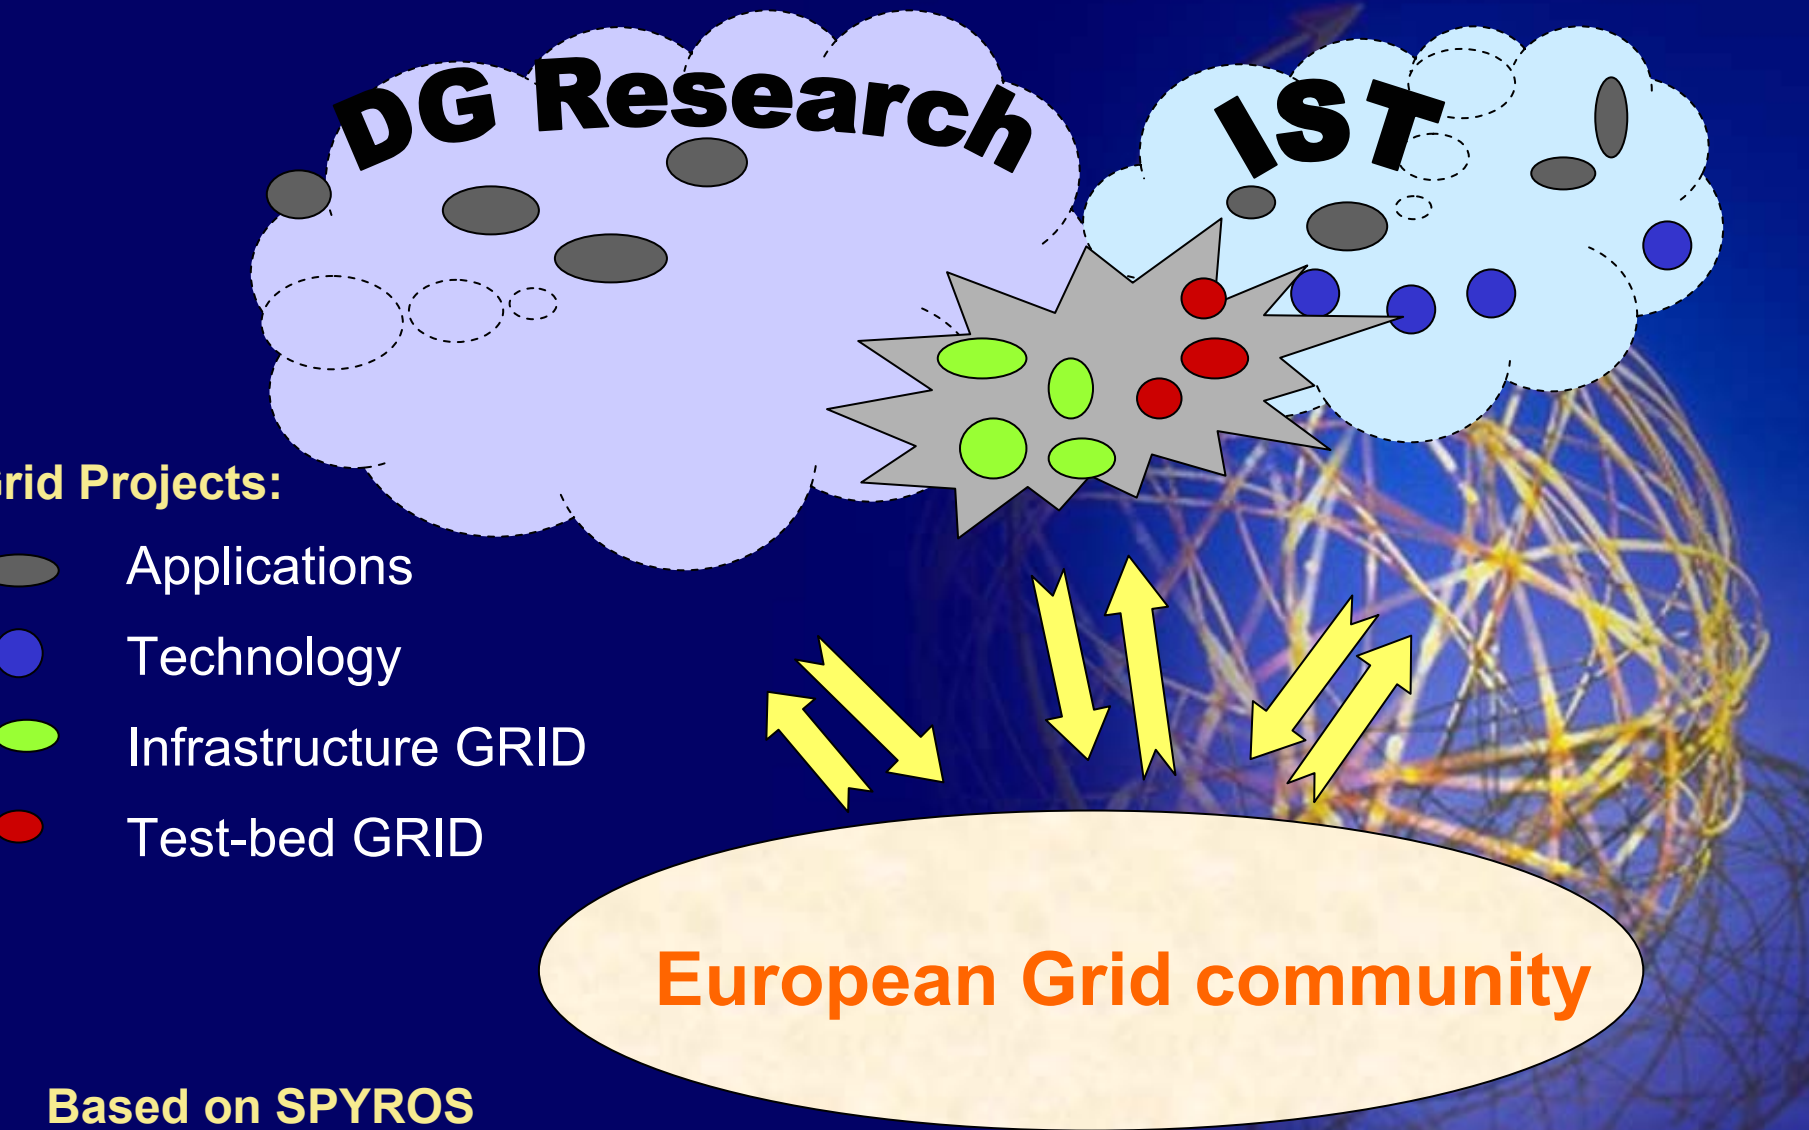 DG Research
IST
rid Projects:
Applications
Technology
Infrastructure GRID
Test-bed GRID
European Grid community
Based on SPYROS